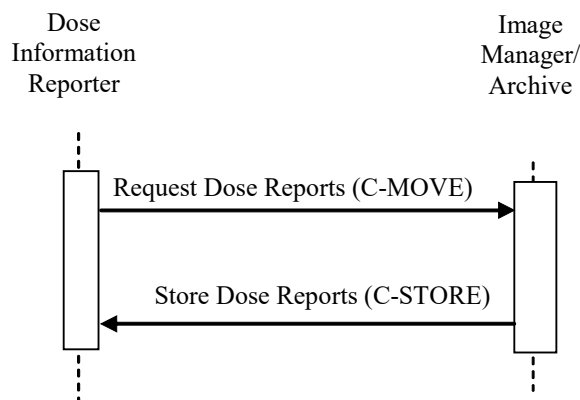 Dose
Information
Reporter
Image
Manager/
Archive
Request Dose Reports (C-MOVE)
Store Dose Reports (C-STORE)